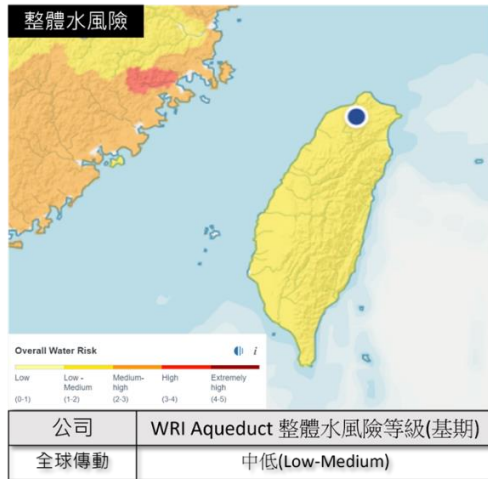 整體水風險
Overall Water Risk i
Low Low - Medium Medium-high High Extremely high
(0-1) (1-2) (2-3) (3-4) (4-5)
公司 WRI Aqueduct 整體水風險等級(基期)
全球傳動 中低(Low-Medium)